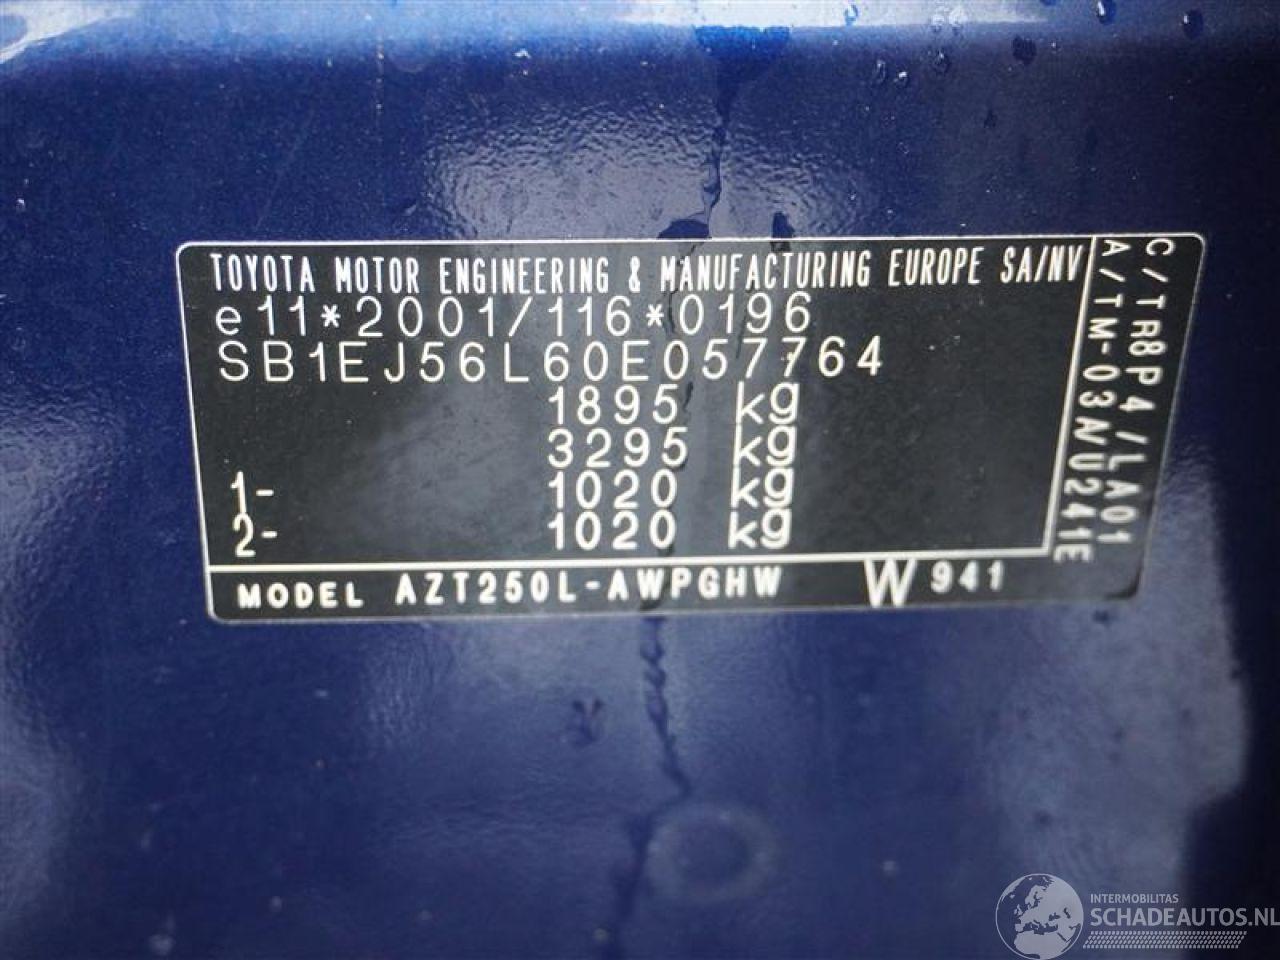 TOYOTA MOTOR ENGINEERING & MANUFACTURING EUROPE SA/NV
e11*2001/116*0196
SB1EJ56L60E057764
1895 kg
3295 kg
1- 1020 kg
2- 1020 kg
MODEL AZT250L-AWPGHW W 941
C/TR8P4/LA01
A/TM-03A/U241E
INTERMOBILITAS
SCHADEAUTOS.NL